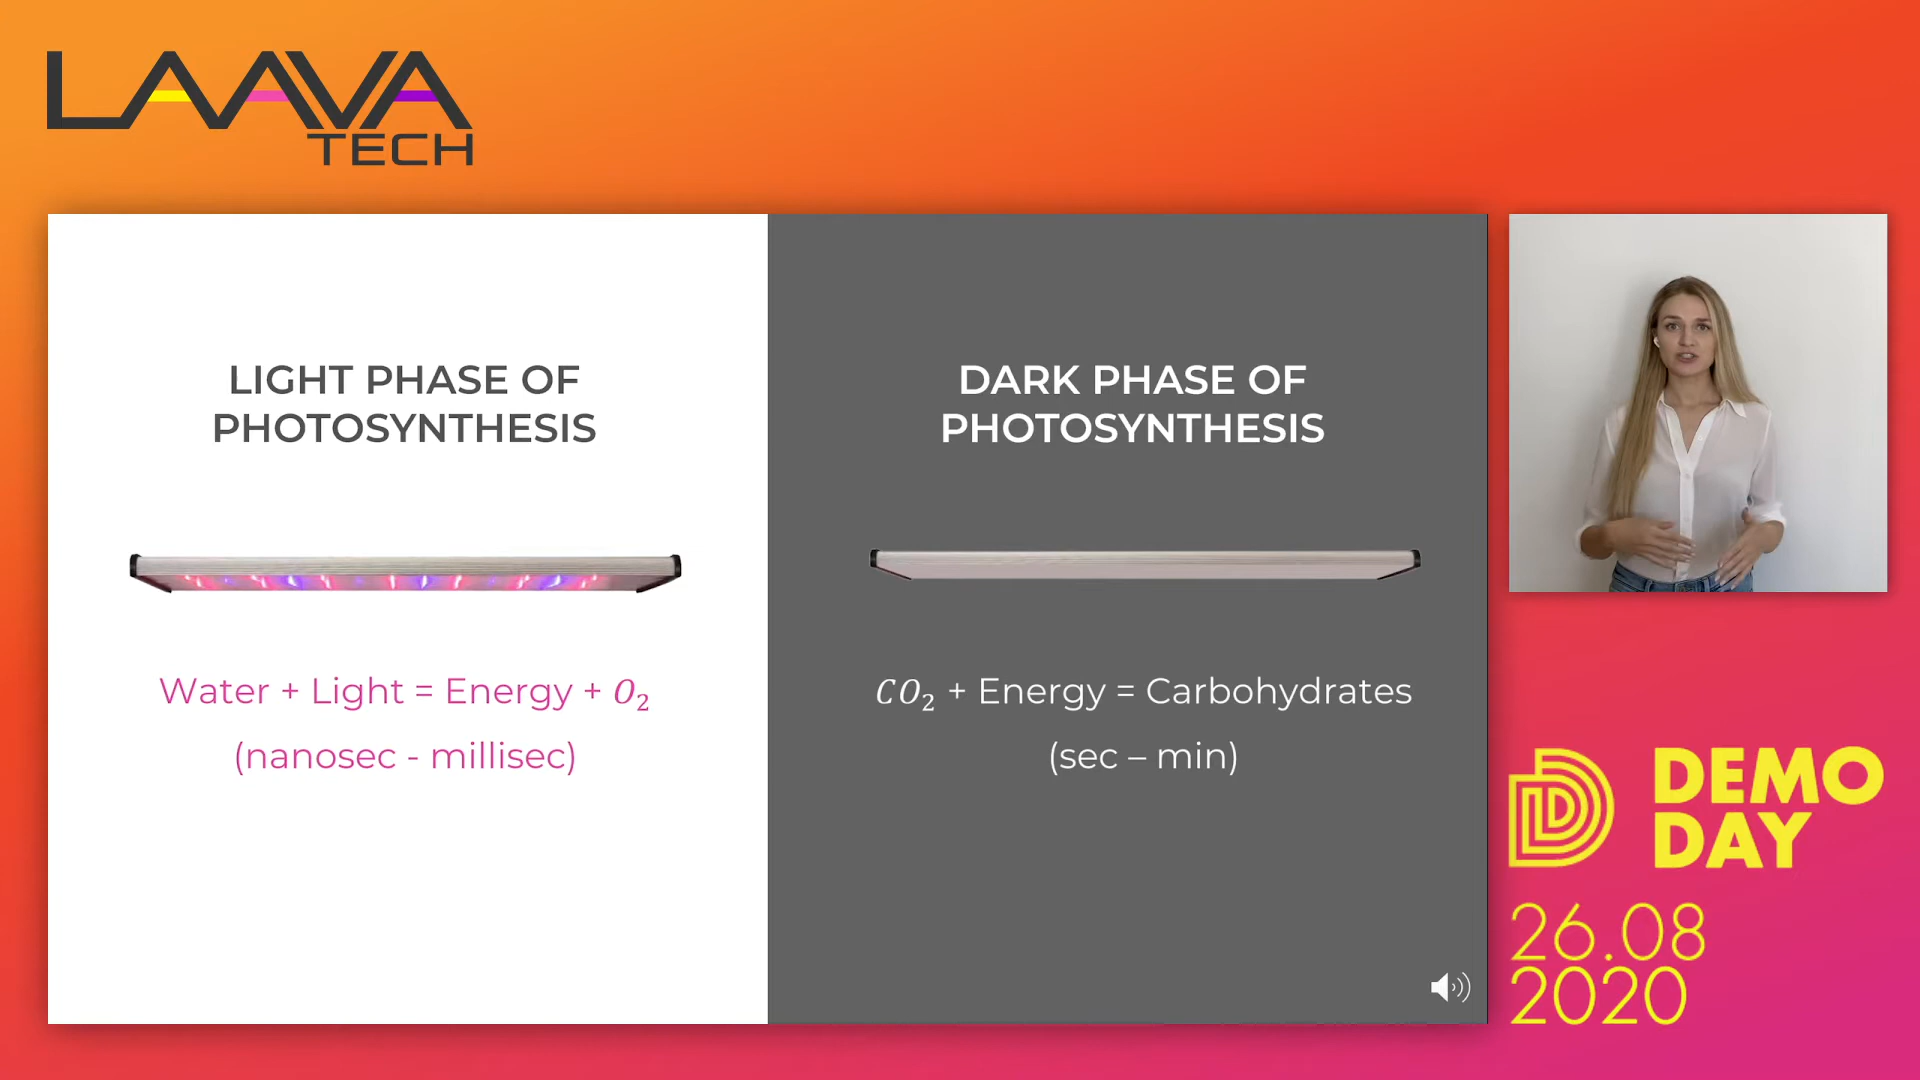 LAAVA
TECH
LIGHT PHASE OF
PHOTOSYNTHESIS
Water + Light = Energy + O₂
(nanosec - millisec)
DARK PHASE OF
PHOTOSYNTHESIS
CO₂ + Energy = Carbohydrates
(sec – min)
DEMO
DAY
26.08
2020